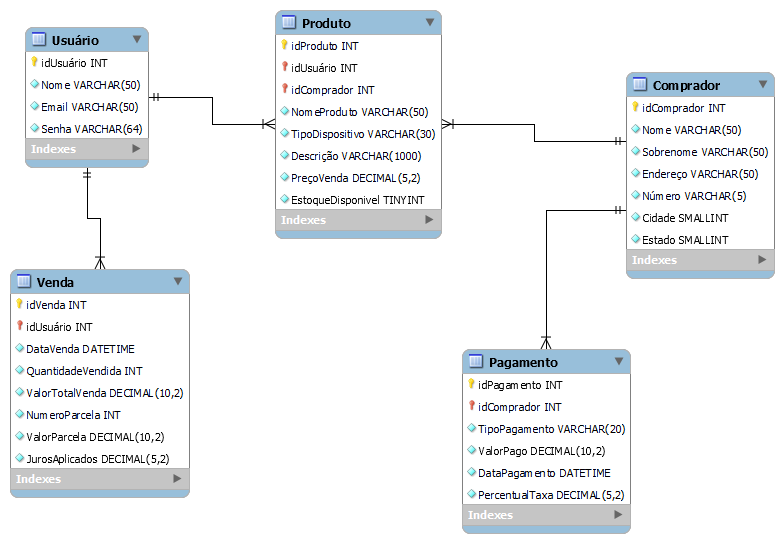 Usuário
idUsuário INT
Nome VARCHAR(50)
Email VARCHAR(50)
Senha VARCHAR(64)
Indexes
Produto
idProduto INT
idUsuário INT
idComprador INT
NomeProduto VARCHAR(50)
TipoDispositivo VARCHAR(30)
Descrição VARCHAR(1000)
PreçoVenda DECIMAL(5,2)
EstoqueDisponivel TINYINT
Indexes
Comprador
idComprador INT
Nome VARCHAR(50)
Sobrenome VARCHAR(50)
Endereço VARCHAR(50)
Número VARCHAR(5)
Cidade SMALLINT
Estado SMALLINT
Indexes
Venda
idVenda INT
idUsuário INT
DataVenda DATETIME
QuantidadeVendida INT
ValorTotalVenda DECIMAL(10,2)
NumeroParcela INT
ValorParcela DECIMAL(10,2)
JurosAplicados DECIMAL(5,2)
Indexes
Pagamento
idPagamento INT
idComprador INT
TipoPagamento VARCHAR(20)
ValorPago DECIMAL(10,2)
DataPagamento DATETIME
PercentualTaxa DECIMAL(5,2)
Indexes